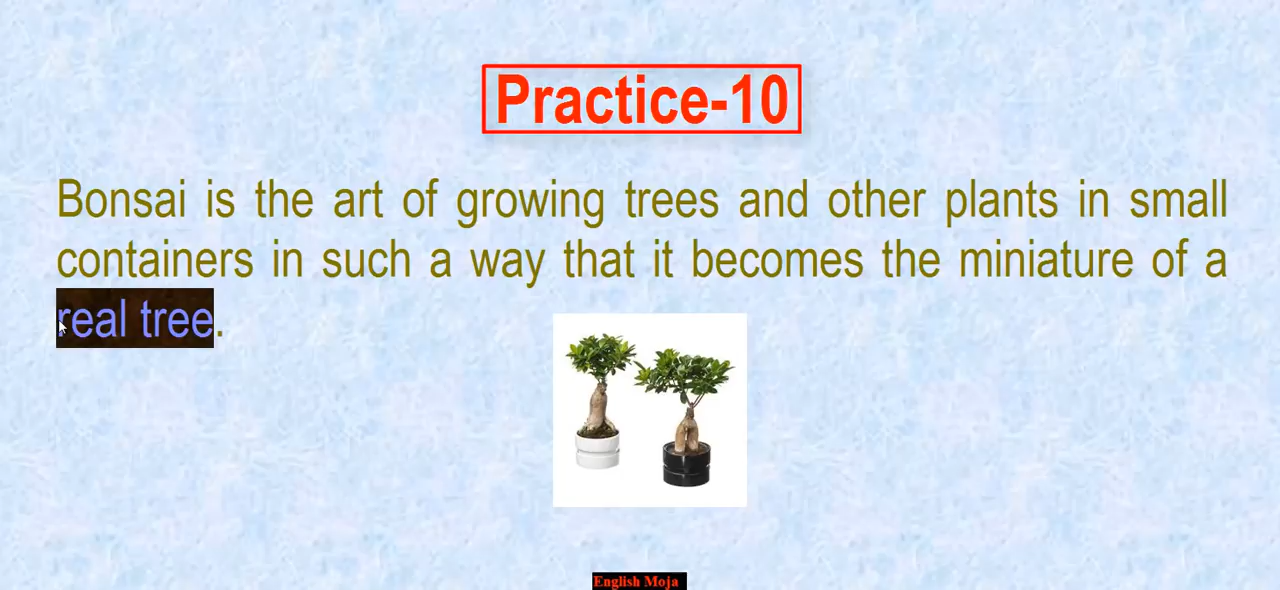 Practice-10
Bonsai is the art of growing trees and other plants in small
containers in such a way that it becomes the miniature of a
real tree.
English Moja